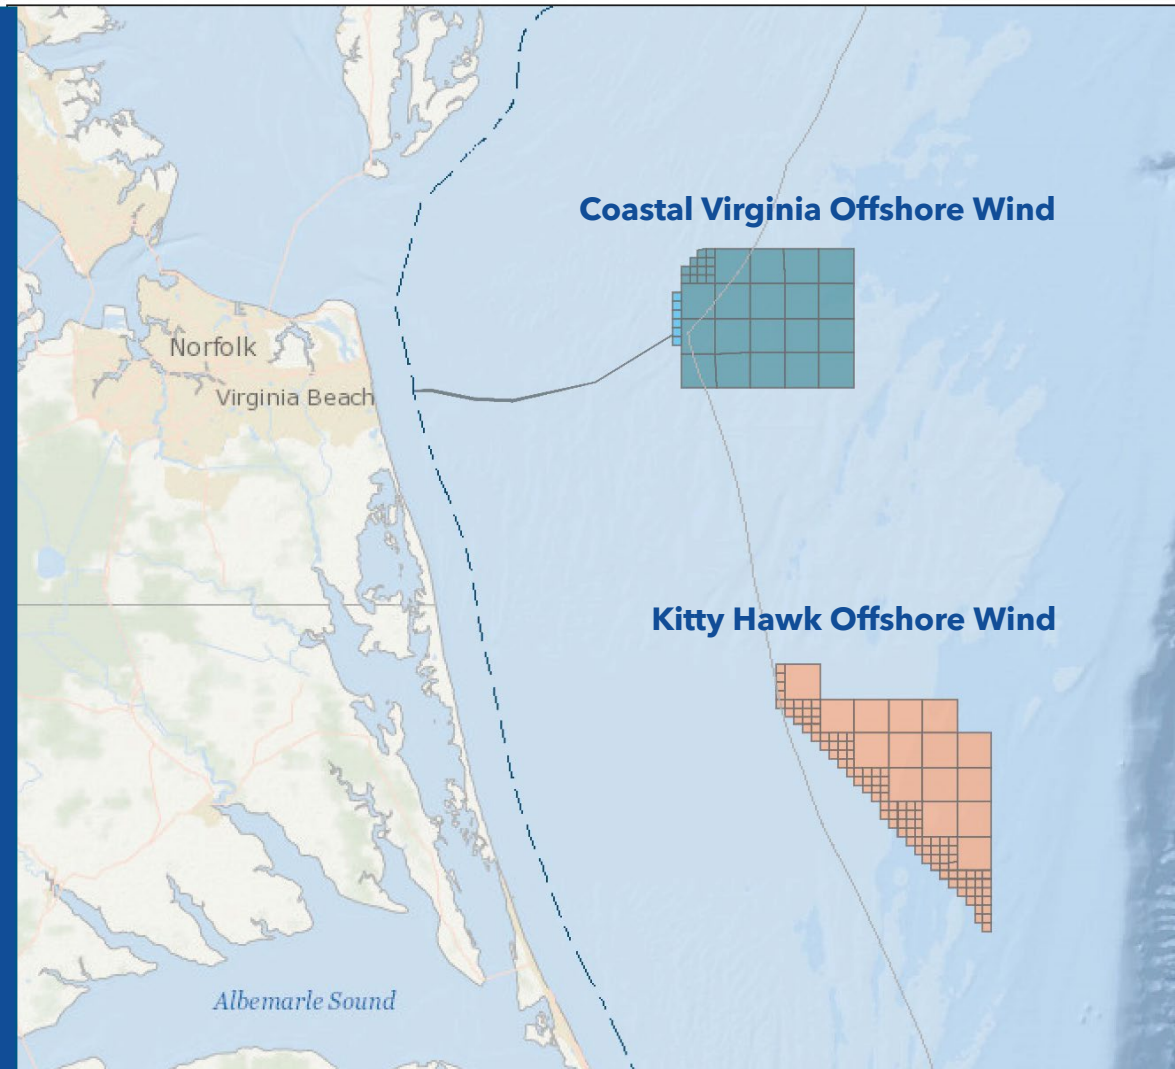 Coastal Virginia Offshore Wind
Norfolk
Virginia Beach
Kitty Hawk Offshore Wind
Albemarle Sound